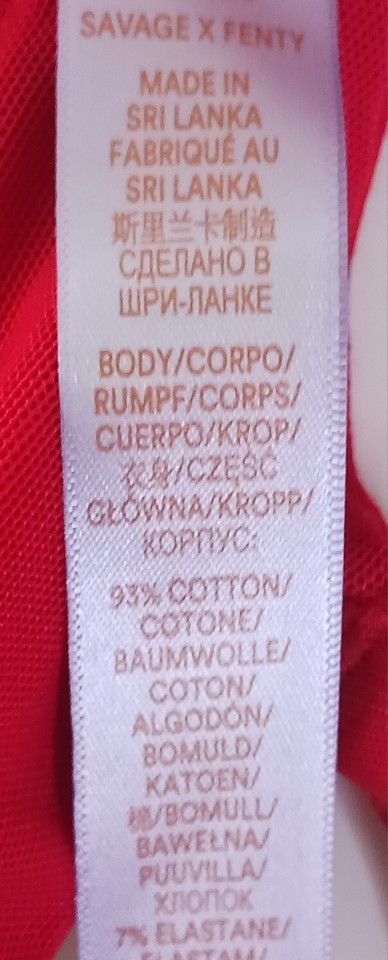 SAVAGE X FENTY
MADE IN
SRI LANKA
FABRIQUÉ AU
SRI LANKA
斯里兰卡制造
СДЕЛАНО В
ШРИ-ЛАНКЕ
BODY/CORPO/
RUMPF/CORPS/
CUERPO/KROP/
衣身/CZĘŚĆ
GŁÓWNA/KROPP/
КОРПУС:
93% COTTON/
COTONE/
BAUMWOLLE/
COTON/
ALGODÓN/
BOMULD/
KATOEN/
棉/BOMULL/
BAWEŁNA/
PUUVILLA/
ХЛОПОК
7% ELASTANE/
ELASTAM/